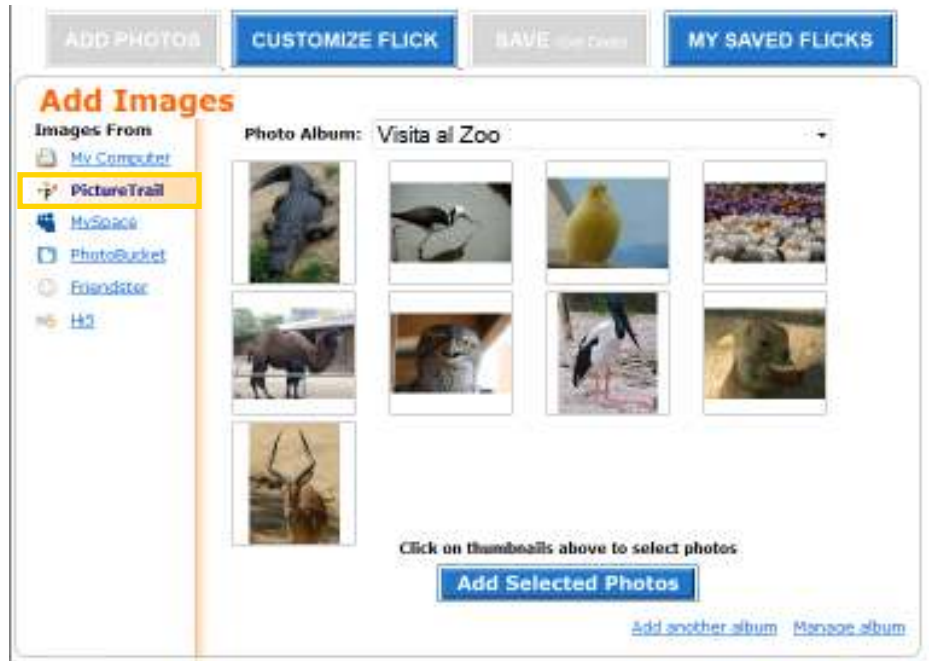 ADD PHOTOS
CUSTOMIZE FLICK
SAVE
MY SAVED FLICKS
Add Images
Images From
Photo Album: Visita al Zoo
My Computer
PictureTrail
MySpace
PhotoBucket
Friendster
Hi5
Click on thumbnails above to select photos
Add Selected Photos
Add another album Manage album